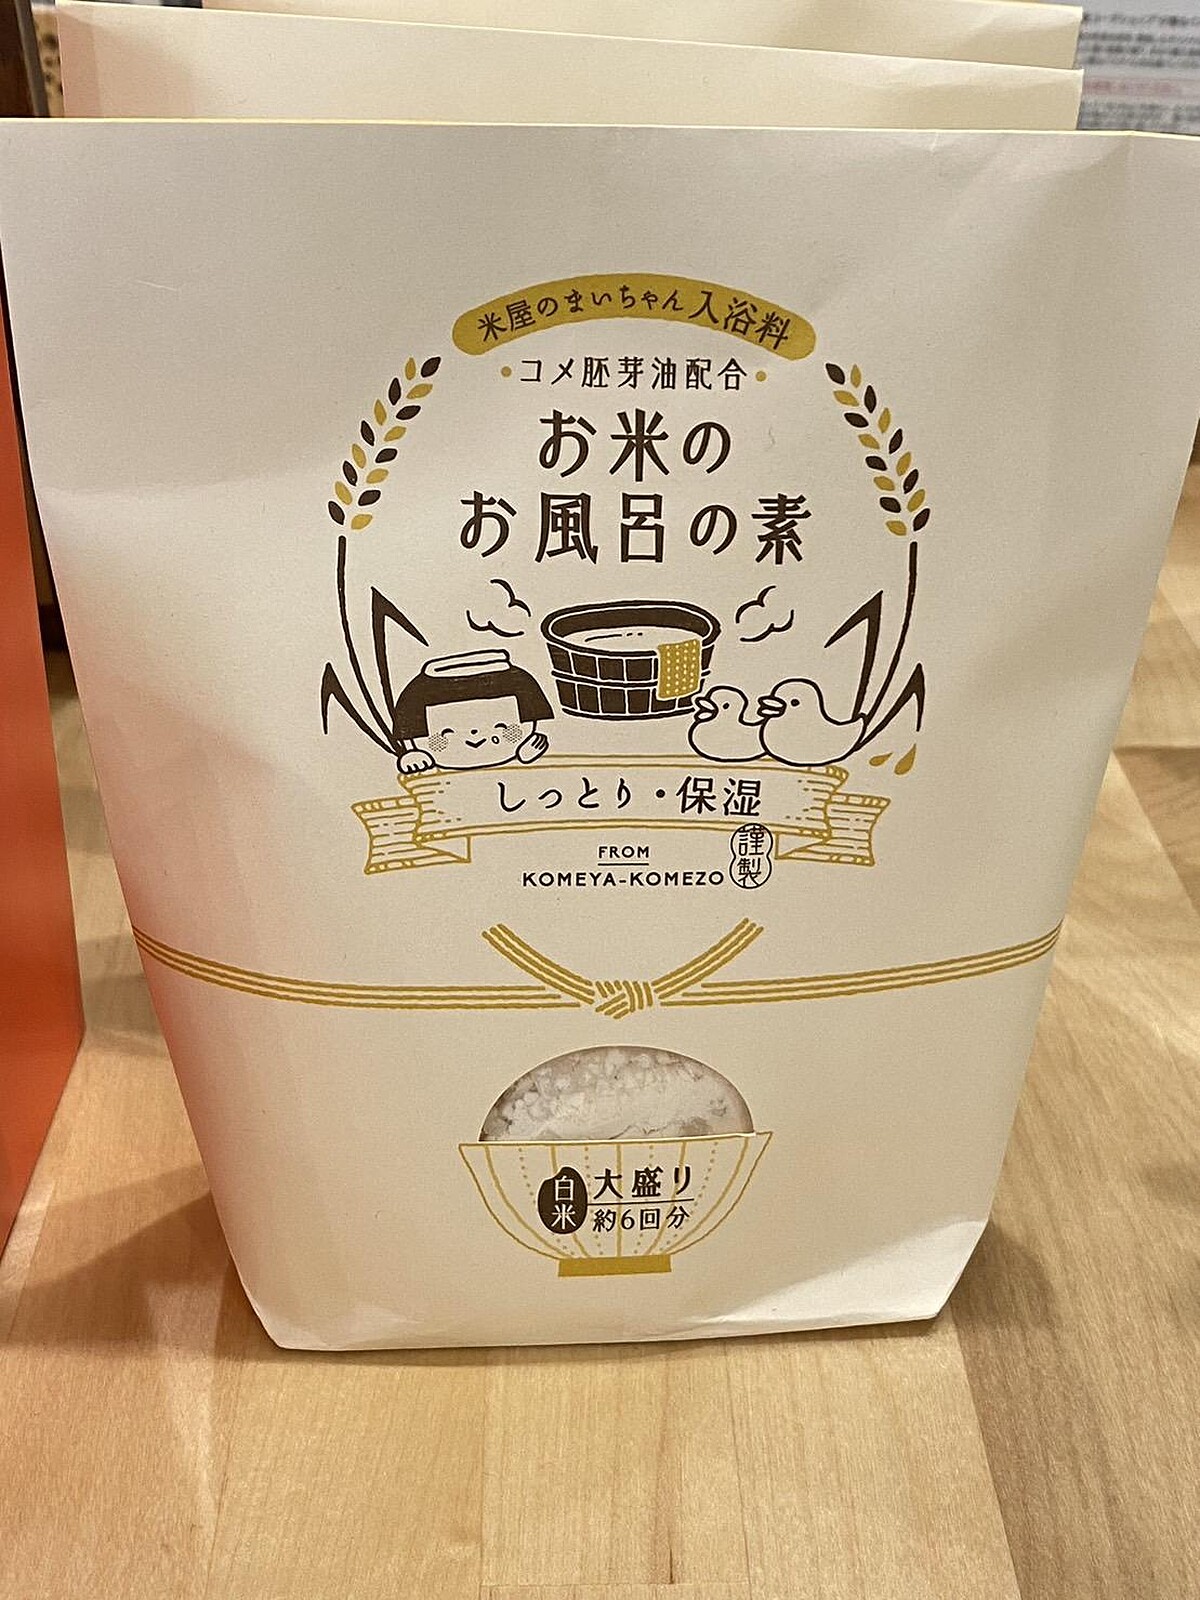 米屋のまいちゃん入浴料
・コメ胚芽油配合・
お米の
お風呂の素
しっとり・保湿
FROM
KOMEYA-KOMEZO
謹製
白米
大盛り
約6回分